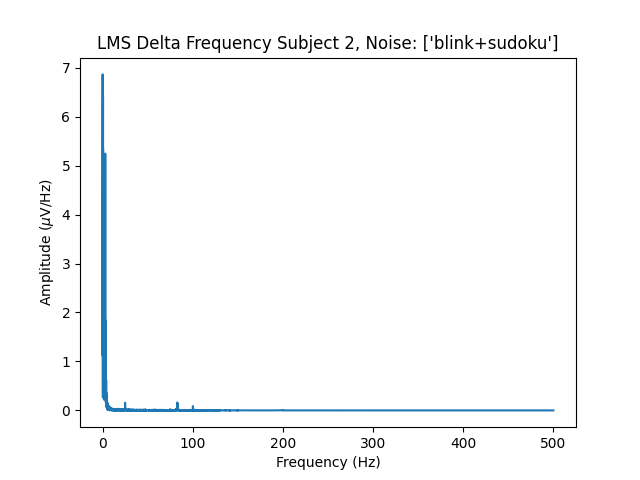 LMS Delta Frequency Subject 2, Noise: ['blink+sudoku']
7
6
5
4
3
2
1
0
Amplitude (μV/Hz)
0 100 200 300 400 500
Frequency (Hz)